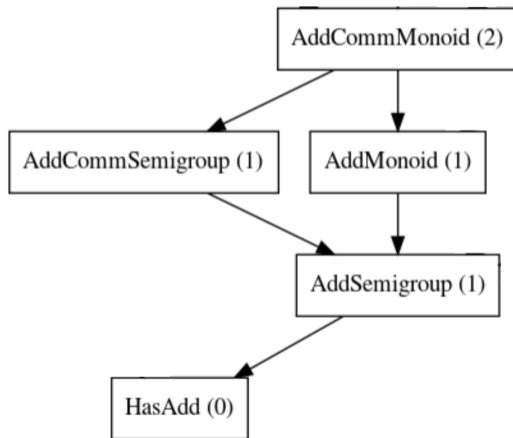 AddCommMonoid (2)
AddCommSemigroup (1)
AddMonoid (1)
AddSemigroup (1)
HasAdd (0)